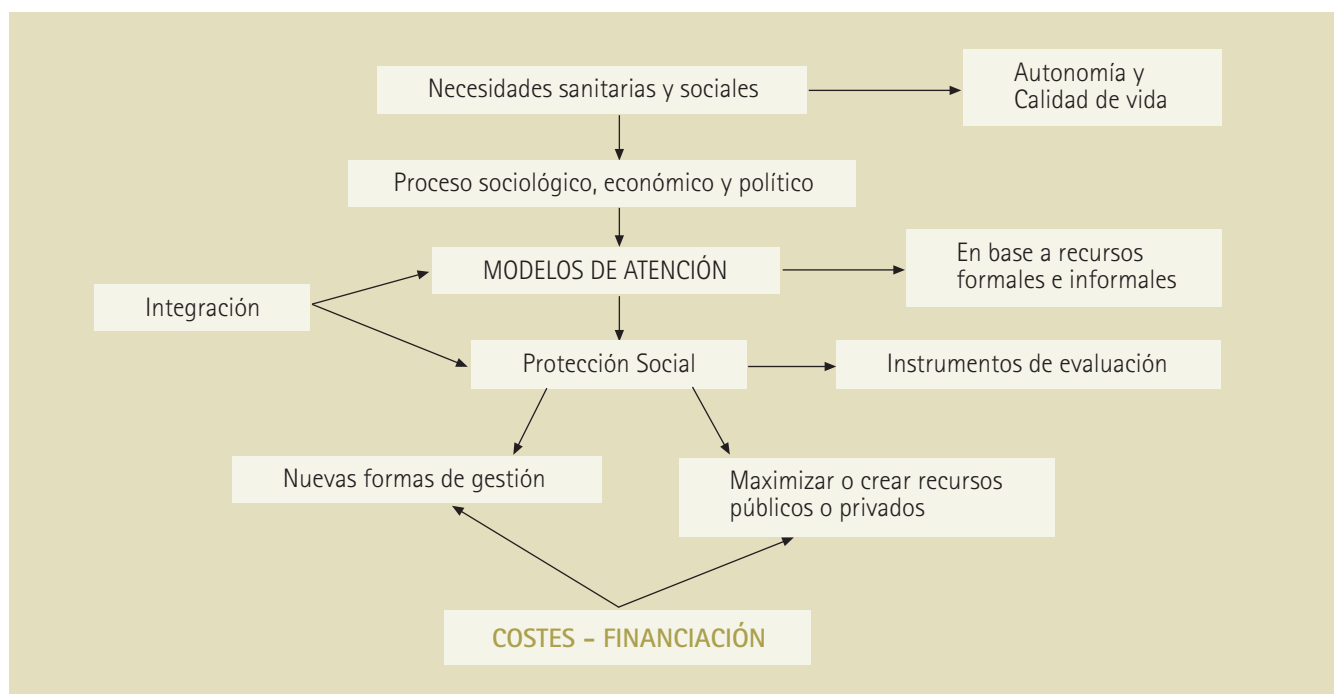 Necesidades sanitarias y sociales
Autonomía y
Calidad de vida
Proceso sociológico, económico y político
MODELOS DE ATENCIÓN
En base a recursos
formales e informales
Integración
Protección Social
Instrumentos de evaluación
Nuevas formas de gestión
Maximizar o crear recursos
públicos o privados
COSTES – FINANCIACIÓN